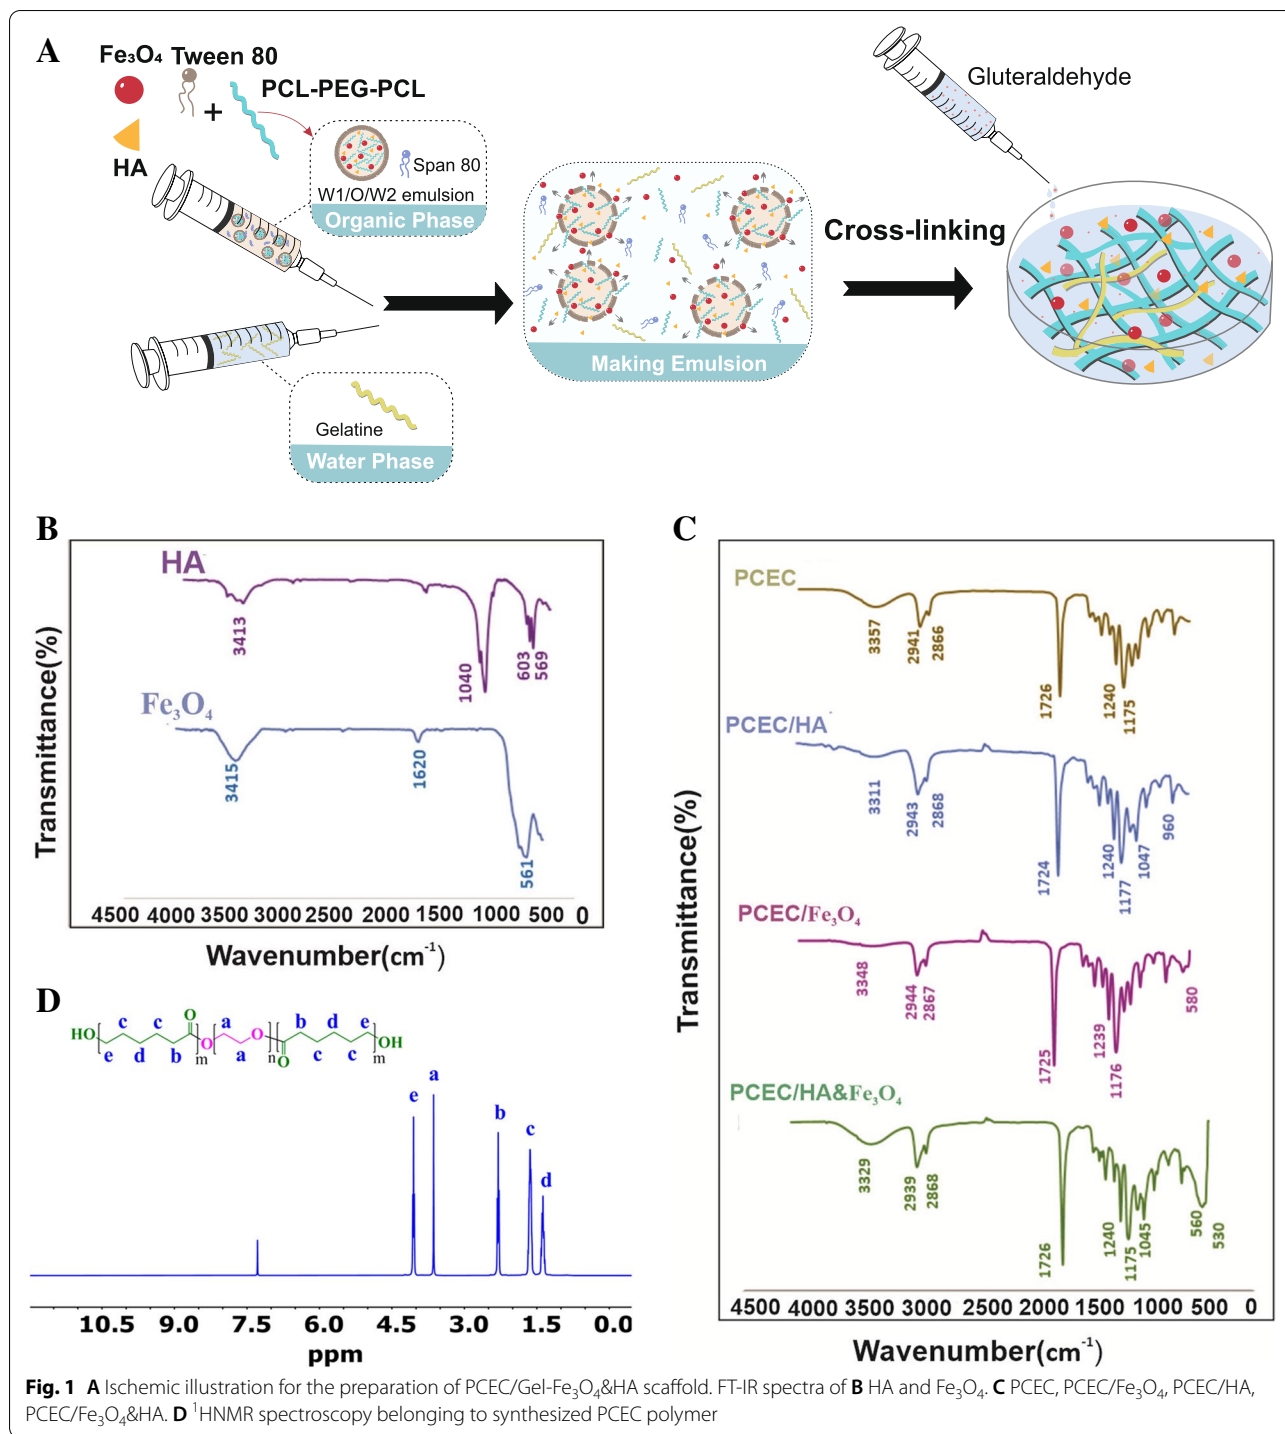 A
Fe₃O₄ Tween 80
+
PCL-PEG-PCL
HA
Span 80
W1/O/W2 emulsion
Organic Phase
Gelatine
Water Phase
Making Emulsion
Cross-linking
Gluteraldehyde
B
HA
3413
1040
603
569
Fe₃O₄
3415
1620
561
4500 4000 3500 3000 2500 2000 1500 1000 500 0
Transmittance(%)
Wavenumber(cm⁻¹)
C
PCEC
3357
2941
2866
1726
1240
1175
PCEC/HA
3311
2943
2868
1724
1240
1177
1047
960
PCEC/Fe₃O₄
3348
2944
2867
1725
1239
1176
580
PCEC/HA&Fe₃O₄
3329
2939
2868
1726
1240
1175
1045
560
530
4500 4000 3500 3000 2500 2000 1500 1000 500 0
Transmittance(%)
Wavenumber(cm⁻¹)
D
c c O a b d e
HO O O OH
e d b m a n O c c m
e
a
b
c
d
10.5 9.0 7.5 6.0 4.5 3.0 1.5 0.0
ppm
Fig. 1 A Ischemic illustration for the preparation of PCEC/Gel-Fe₃O₄&HA scaffold. FT-IR spectra of B HA and Fe₃O₄. C PCEC, PCEC/Fe₃O₄, PCEC/HA,
PCEC/Fe₃O₄&HA. D ¹HNMR spectroscopy belonging to synthesized PCEC polymer